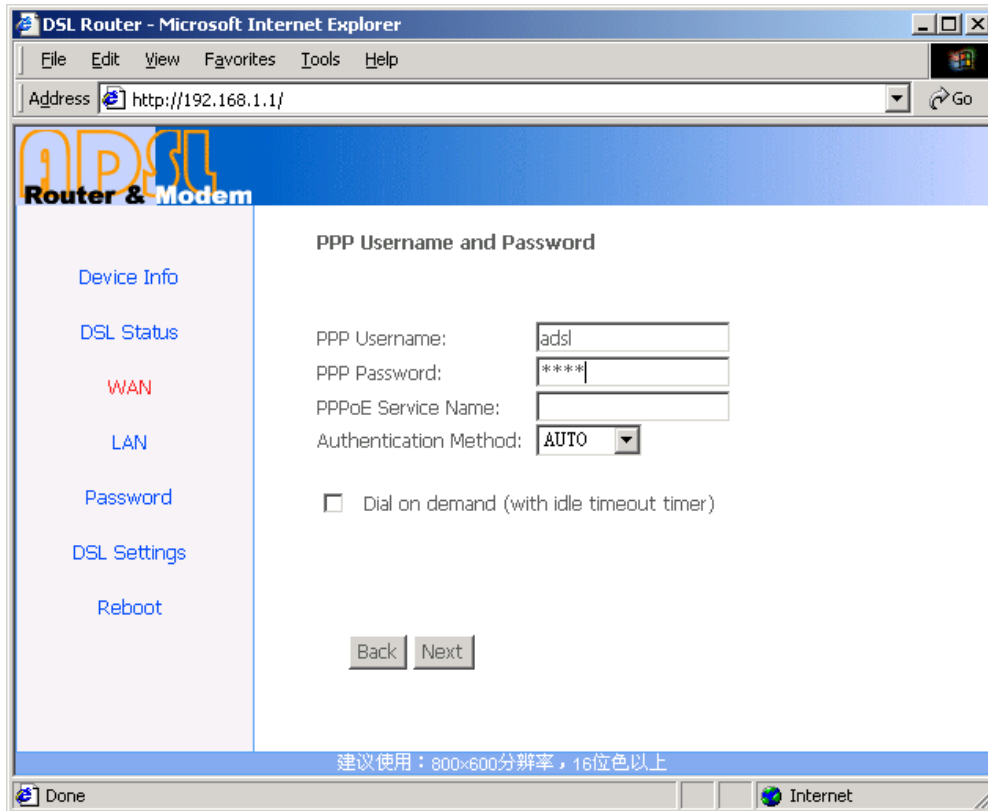 DSL Router - Microsoft Internet Explorer
File Edit View Favorites Tools Help
Address http://192.168.1.1/ Go
ADSL
Router & Modem
PPP Username and Password
Device Info
DSL Status
WAN
LAN
Password
DSL Settings
Reboot
PPP Username: adsl
PPP Password: ****
PPPoE Service Name:
Authentication Method: AUTO
Dial on demand (with idle timeout timer)
Back Next
建议使用：800×600分辨率，16位色以上
Done Internet